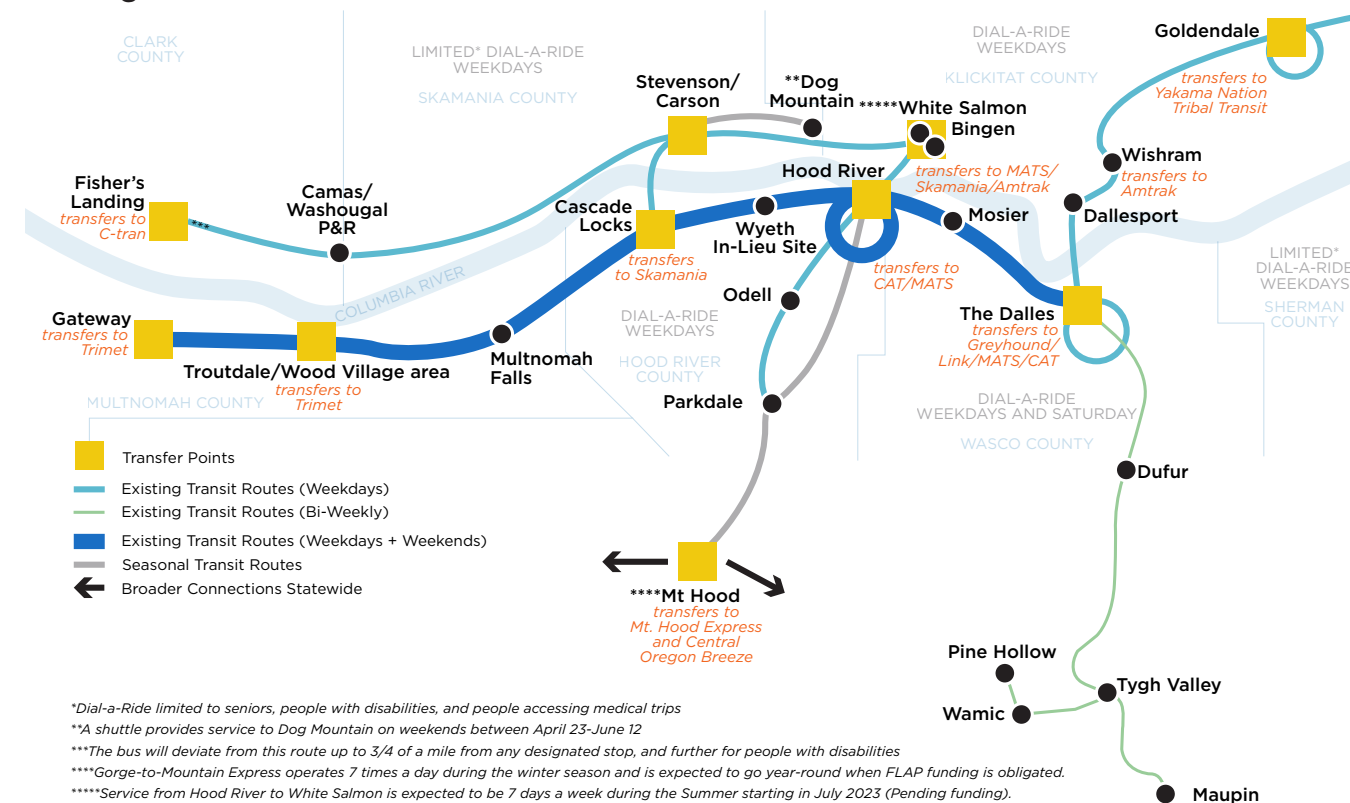 CLARK
COUNTY
LIMITED* DIAL-A-RIDE
WEEKDAYS
SKAMANIA COUNTY
DIAL-A-RIDE
WEEKDAYS
KLICKITAT COUNTY
Goldendale
transfers to
Yakama Nation
Tribal Transit
Stevenson/
Carson
**Dog
Mountain
*****White Salmon
Bingen
transfers to MATS/
Skamania/Amtrak
Wishram
transfers to
Amtrak
Dallesport
Fisher's
Landing
transfers to
C-tran
***
Camas/
Washougal
P&R
Cascade
Locks
transfers
to Skamania
Wyeth
In-Lieu Site
Hood River
transfers to
CAT/MATS
Mosier
LIMITED*
DIAL-A-RIDE
WEEKDAYS
SHERMAN
COUNTY
COLUMBIA RIVER
Gateway
transfers to
Trimet
Troutdale/Wood Village area
transfers to
Trimet
Multnomah
Falls
MULTNOMAH COUNTY
Odell
DIAL-A-RIDE
WEEKDAYS
HOOD RIVER
COUNTY
Parkdale
The Dalles
transfers to
Greyhound/
Link/MATS/CAT
DIAL-A-RIDE
WEEKDAYS AND SATURDAY
WASCO COUNTY
Dufur
Transfer Points
Existing Transit Routes (Weekdays)
Existing Transit Routes (Bi-Weekly)
Existing Transit Routes (Weekdays + Weekends)
Seasonal Transit Routes
Broader Connections Statewide
****Mt Hood
transfers to
Mt. Hood Express
and Central
Oregon Breeze
Pine Hollow
Wamic
Tygh Valley
Maupin
*Dial-a-Ride limited to seniors, people with disabilities, and people accessing medical trips
**A shuttle provides service to Dog Mountain on weekends between April 23-June 12
***The bus will deviate from this route up to 3/4 of a mile from any designated stop, and further for people with disabilities
****Gorge-to-Mountain Express operates 7 times a day during the winter season and is expected to go year-round when FLAP funding is obligated.
*****Service from Hood River to White Salmon is expected to be 7 days a week during the Summer starting in July 2023 (Pending funding).